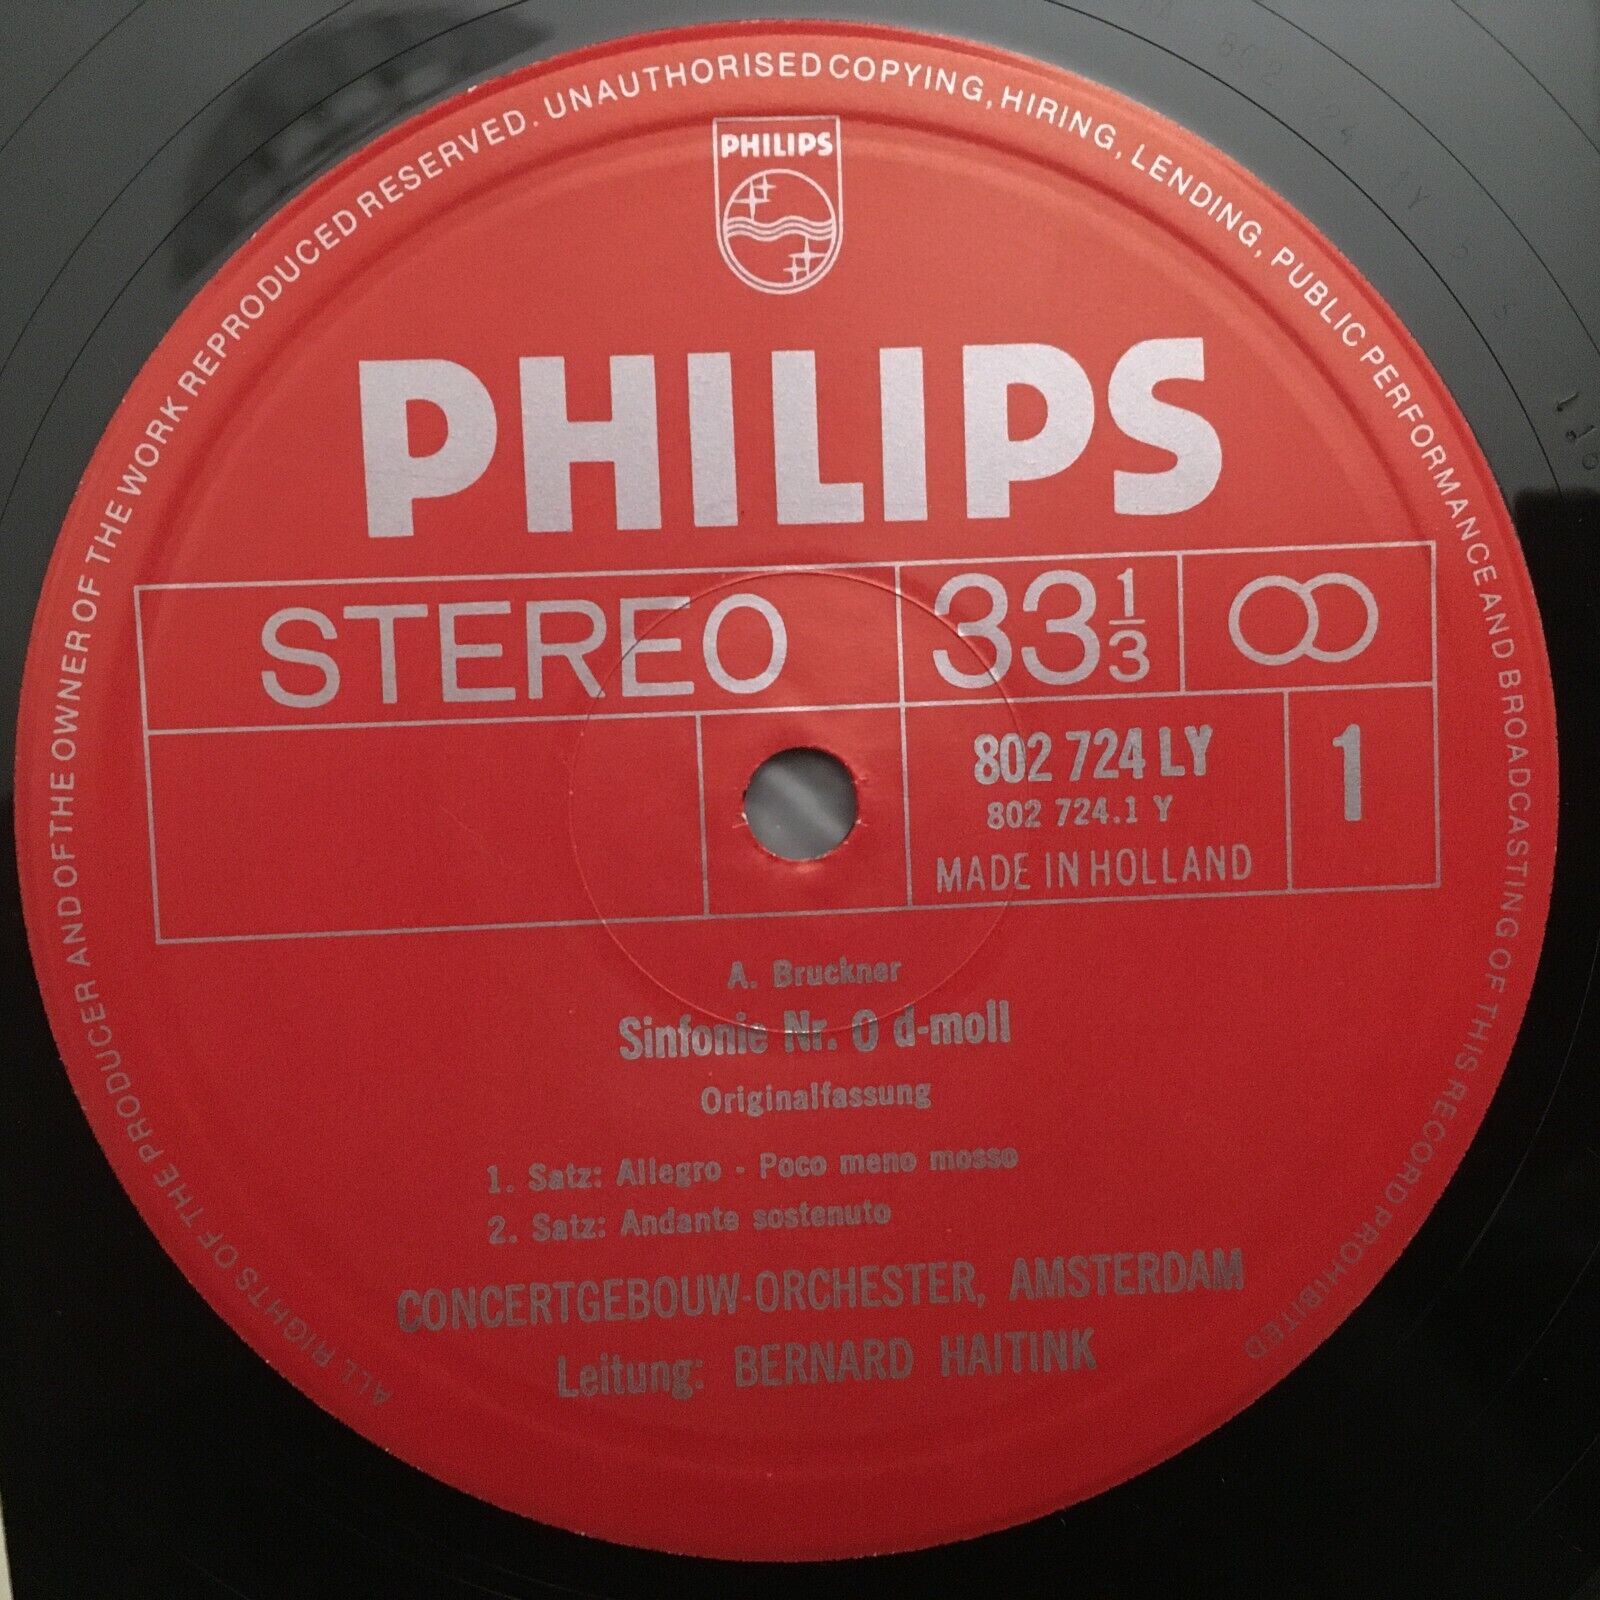 ALL RIGHTS OF THE PRODUCER AND OF THE OWNER OF THE WORK REPRODUCED RESERVED. UNAUTHORISED COPYING, HIRING, LENDING, PUBLIC PERFORMANCE AND BROADCASTING OF THIS RECORD PROHIBITED
PHILIPS
PHILIPS
STEREO 33 1/3
802 724 LY 1
802 724.1 Y
MADE IN HOLLAND
A. Bruckner
Sinfonie Nr. 0 d-moll
Originalfassung
1. Satz: Allegro - Poco meno mosso
2. Satz: Andante sostenuto
CONCERTGEBOUW-ORCHESTER, AMSTERDAM
Leitung: BERNARD HAITINK